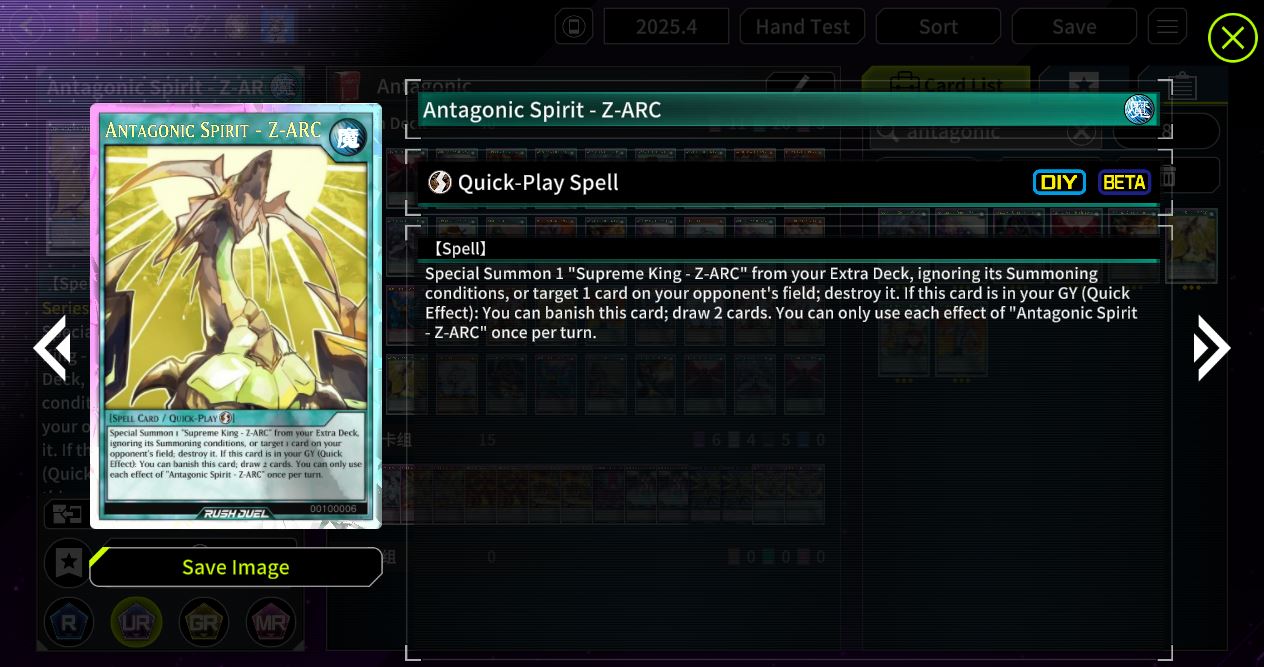 2025.4
Hand Test
Sort
Save
Antagonic Spirit - Z-AR
Antagonic
Card List
antagonic
Antagonic Spirit - Z-ARC
魔
Quick-Play Spell
DIY
BETA
【Spell】
Special Summon 1 "Supreme King - Z-ARC" from your Extra Deck, ignoring its Summoning
conditions, or target 1 card on your opponent's field; destroy it. If this card is in your GY (Quick
Effect): You can banish this card; draw 2 cards. You can only use each effect of "Antagonic Spirit
- Z-ARC" once per turn.
Antagonic Spirit - Z-ARC
魔
[Spell Card / Quick-Play]
Special Summon 1 "Supreme King - Z-ARC" from your Extra Deck,
ignoring its Summoning conditions, or target 1 card on your
opponent's field; destroy it. If this card is in your GY (Quick
Effect): You can banish this card; draw 2 cards. You can only use
each effect of "Antagonic Spirit - Z-ARC" once per turn.
RUSH DUEL
00100006
Save Image
卡组
15
6
4
5
0
组
0
0
0
0
R
UR
GR
MR